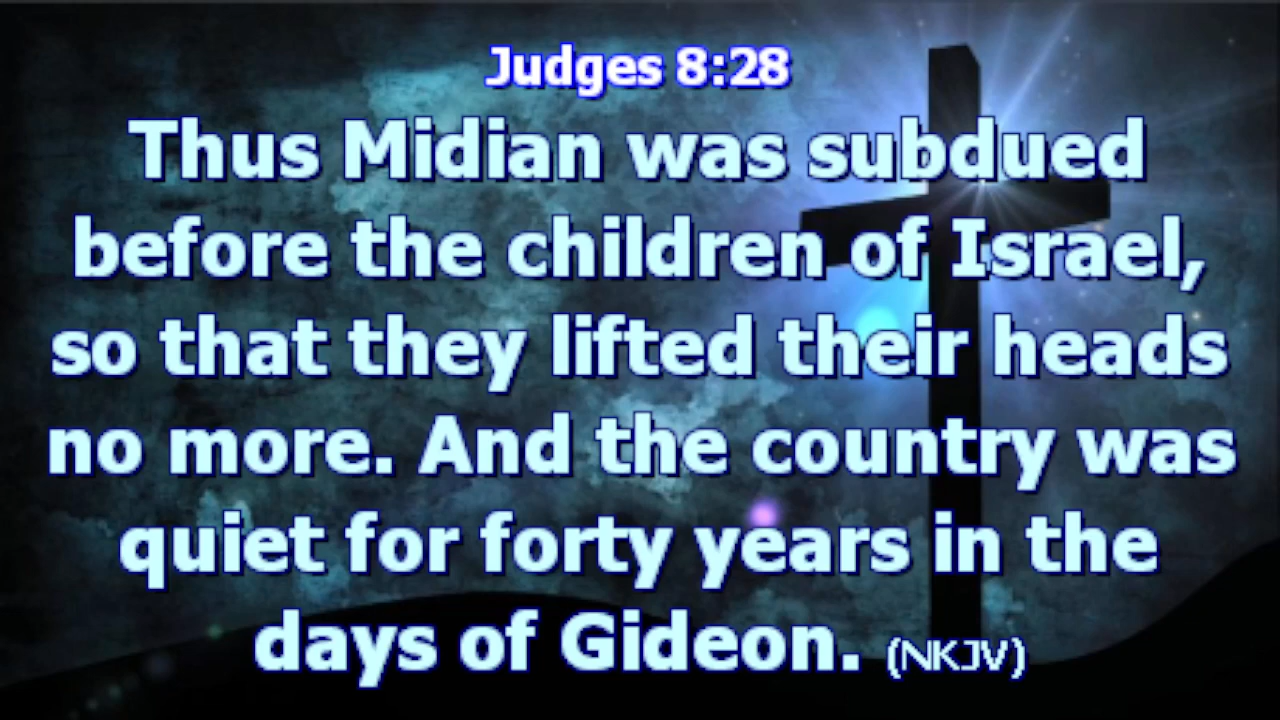 Judges 8:28
Thus Midian was subdued
before the children of Israel,
so that they lifted their heads
no more. And the country was
quiet for forty years in the
days of Gideon. (NKJV)